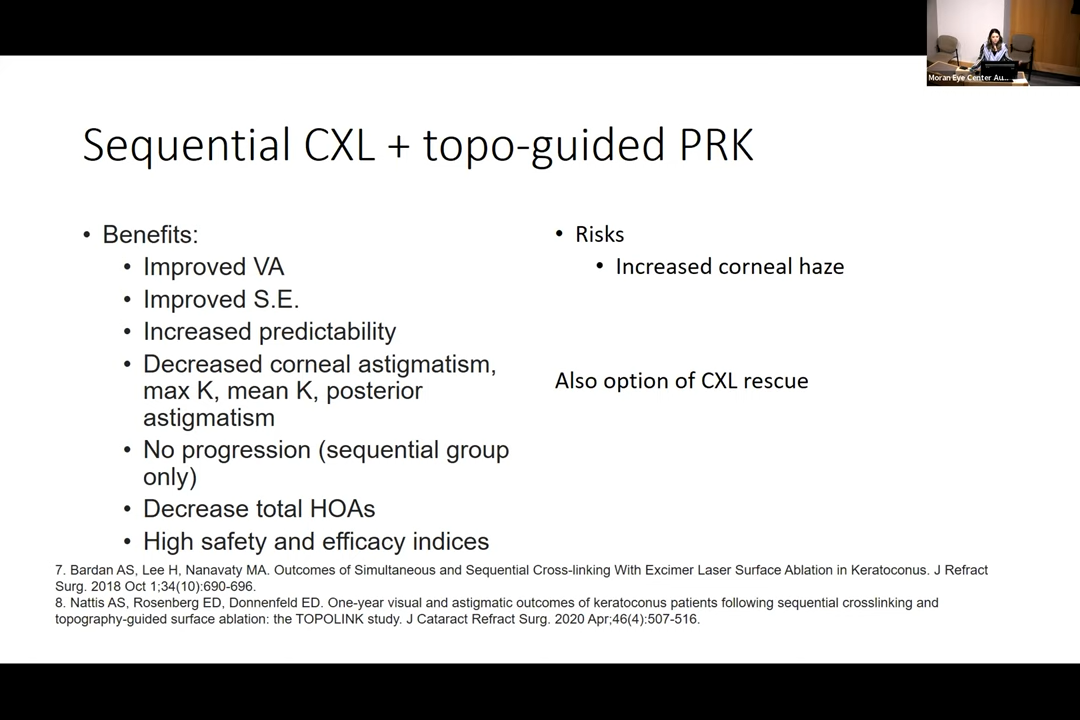 Moran Eye Center Au...
Sequential CXL + topo-guided PRK
• Benefits:
• Improved VA
• Improved S.E.
• Increased predictability
• Decreased corneal astigmatism,
max K, mean K, posterior
astigmatism
• No progression (sequential group
only)
• Decrease total HOAs
• High safety and efficacy indices
• Risks
• Increased corneal haze
Also option of CXL rescue
7. Bardan AS, Lee H, Nanavaty MA. Outcomes of Simultaneous and Sequential Cross-linking With Excimer Laser Surface Ablation in Keratoconus. J Refract
Surg. 2018 Oct 1;34(10):690-696.
8. Nattis AS, Rosenberg ED, Donnenfeld ED. One-year visual and astigmatic outcomes of keratoconus patients following sequential crosslinking and
topography-guided surface ablation: the TOPOLINK study. J Cataract Refract Surg. 2020 Apr;46(4):507-516.